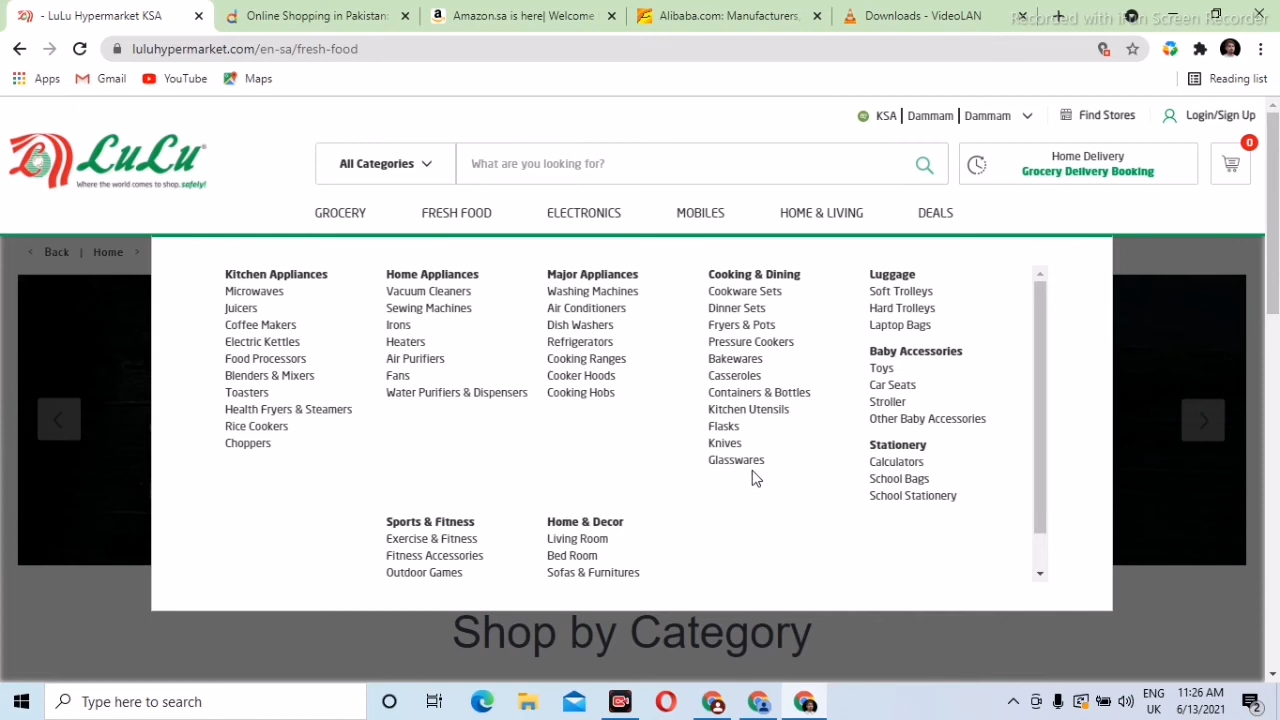 - LuLu Hypermarket KSA
Shopping in Pakistan:
Amazon.sa is here| Welcome
Alibaba.com: Manufacturers,
Downloads - VideoLAN
Recorded with iFun Screen Recorder
luluhypermarket.com/en-sa/fresh-food
Apps Gmail YouTube Maps Reading list
KSA | Dammam | Dammam Find Stores Login/Sign Up
LuLu
Where the world comes to shop, safely!
All Categories What are you looking for?
Home Delivery
Grocery Delivery Booking
0
GROCERY FRESH FOOD ELECTRONICS MOBILES HOME & LIVING DEALS
< Back | Home >
Kitchen Appliances
Microwaves
Juicers
Coffee Makers
Electric Kettles
Food Processors
Blenders & Mixers
Toasters
Health Fryers & Steamers
Rice Cookers
Choppers
Home Appliances
Vacuum Cleaners
Sewing Machines
Irons
Heaters
Air Purifiers
Fans
Water Purifiers & Dispensers
Major Appliances
Washing Machines
Air Conditioners
Dish Washers
Refrigerators
Cooking Ranges
Cooker Hoods
Cooking Hobs
Cooking & Dining
Cookware Sets
Dinner Sets
Fryers & Pots
Pressure Cookers
Bakewares
Casseroles
Containers & Bottles
Kitchen Utensils
Flasks
Knives
Glasswares
Luggage
Soft Trolleys
Hard Trolleys
Laptop Bags
Baby Accessories
Toys
Car Seats
Stroller
Other Baby Accessories
Stationery
Calculators
School Bags
School Stationery
Sports & Fitness
Exercise & Fitness
Fitness Accessories
Outdoor Games
Home & Decor
Living Room
Bed Room
Sofas & Furnitures
Shop by Category
Type here to search
ENG
UK
11:26 AM
6/13/2021
2